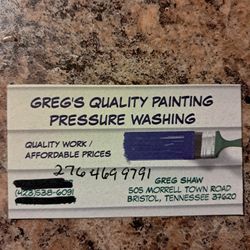 GREG'S QUALITY PAINTING
PRESSURE WASHING
QUALITY WORK /
AFFORDABLE PRICES
276 469 9791
GREG SHAW
(423)538-6091
505 MORRELL TOWN ROAD
BRISTOL, TENNESSEE 37620